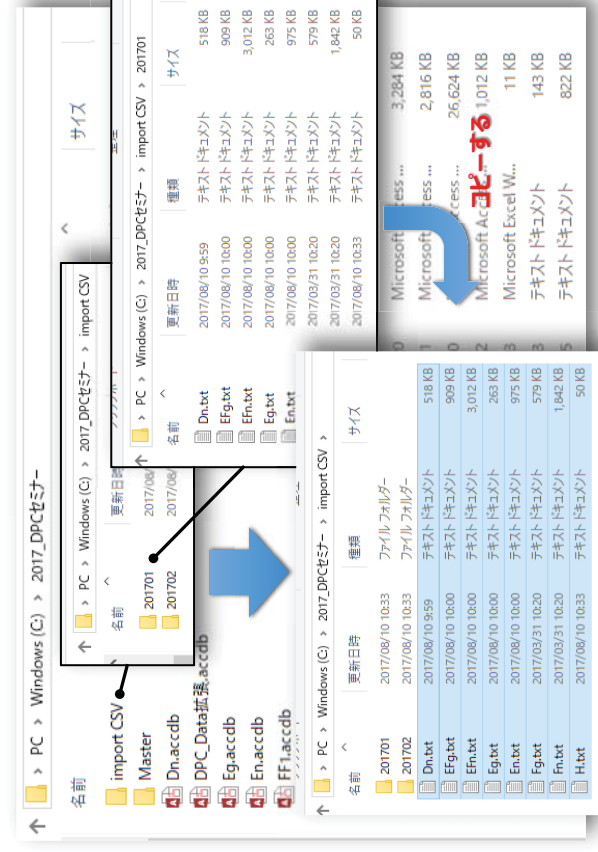 PC > Windows (C:) > 2017_DPCセミナー
名前
サイズ
import CSV
Master
Dn.accdb
DPC_Data拡張.accdb
Eg.accdb
En.accdb
FF1.accdb
Microsoft Access ... 3,284 KB
Microsoft Access ... 2,816 KB
Microsoft Access ... 26,624 KB
Microsoft Access 1,012 KB
Microsoft Excel W... 11 KB
テキスト ドキュメント 143 KB
テキスト ドキュメント 822 KB
PC > Windows (C:) > 2017_DPCセミナー > import CSV
名前 更新日時
201701 2017/08/
201702 2017/08/
PC > Windows (C:) > 2017_DPCセミナー > import CSV > 201701
名前 更新日時 種類 サイズ
Dn.txt 2017/08/10 9:59 テキスト ドキュメント 518 KB
EFg.txt 2017/08/10 10:00 テキスト ドキュメント 909 KB
EFn.txt 2017/08/10 10:00 テキスト ドキュメント 3,012 KB
Eg.txt 2017/08/10 10:00 テキスト ドキュメント 263 KB
En.txt 2017/08/10 10:00 テキスト ドキュメント 975 KB
2017/03/31 10:20 テキスト ドキュメント 579 KB
2017/03/31 10:20 テキスト ドキュメント 1,842 KB
2017/08/10 10:33 テキスト ドキュメント 50 KB
コピーする
PC > Windows (C:) > 2017_DPCセミナー > import CSV >
名前 更新日時 種類 サイズ
201701 2017/08/10 10:33 ファイル フォルダー
201702 2017/08/10 10:33 ファイル フォルダー
Dn.txt 2017/08/10 9:59 テキスト ドキュメント 518 KB
EFg.txt 2017/08/10 10:00 テキスト ドキュメント 909 KB
EFn.txt 2017/08/10 10:00 テキスト ドキュメント 3,012 KB
Eg.txt 2017/08/10 10:00 テキスト ドキュメント 263 KB
En.txt 2017/08/10 10:00 テキスト ドキュメント 975 KB
Fg.txt 2017/03/31 10:20 テキスト ドキュメント 579 KB
Fn.txt 2017/03/31 10:20 テキスト ドキュメント 1,842 KB
H.txt 2017/08/10 10:33 テキスト ドキュメント 50 KB